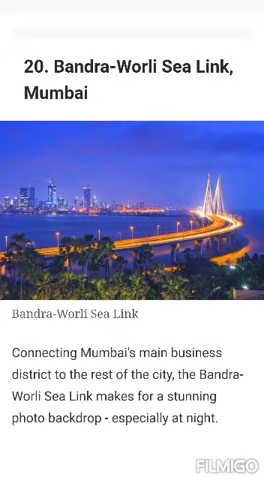 20. Bandra-Worli Sea Link,
Mumbai
Bandra-Worli Sea Link
Connecting Mumbai's main business
district to the rest of the city, the Bandra-
Worli Sea Link makes for a stunning
photo backdrop - especially at night.
FILMIGO